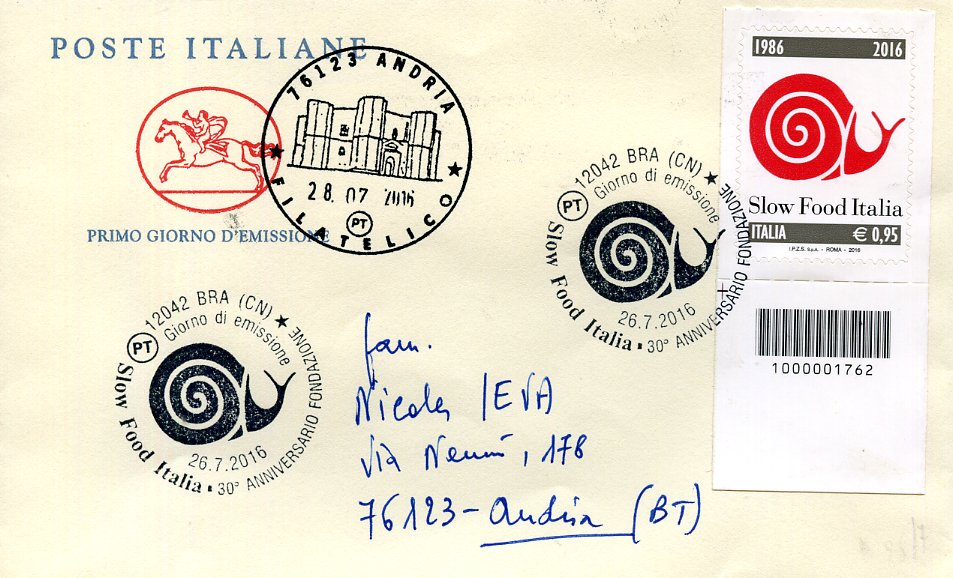 POSTE ITALIANE
PRIMO GIORNO D'EMISSIONE
76123 ANDRIA
28.07 2016
PT
★ FILATELICO ★
12042 BRA (CN) ★
Giorno di emissione
PT
26.7.2016
Slow Food Italia ▪ 30° ANNIVERSARIO FONDAZIONE
1986 2016
Slow Food Italia
ITALIA € 0,95
I.P.Z.S. S.p.A. - ROMA - 2016
1000001762
12042 BRA (CN) ★
Giorno di emissione
PT
26.7.2016
Slow Food Italia ▪ 30° ANNIVERSARIO FONDAZIONE
fam.
EVA
Via Nenni, 178
76123 - Andria (BT)